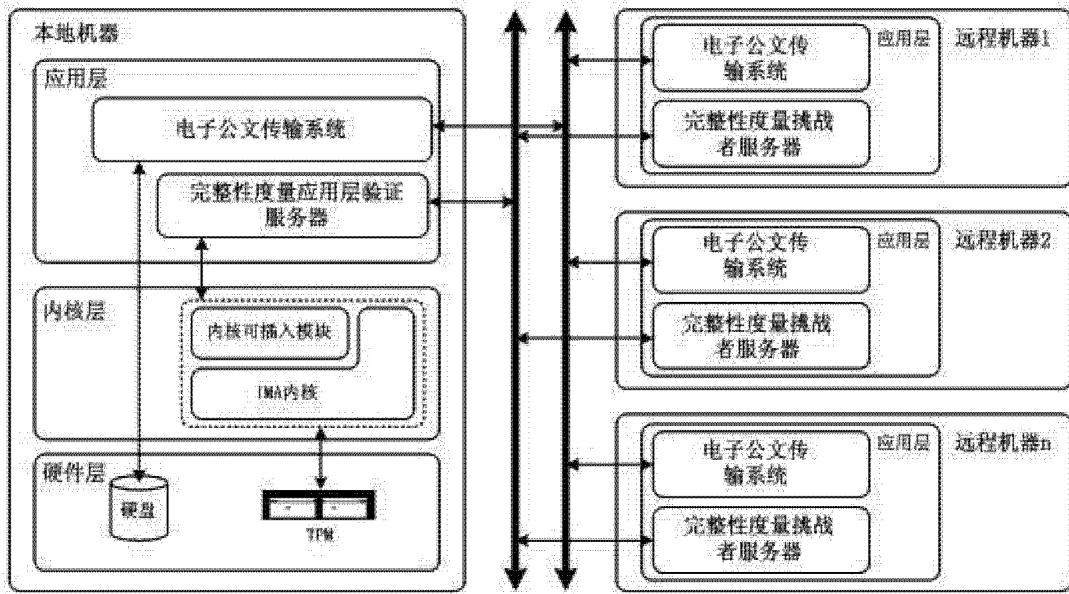 本地机器
应用层
电子公文传输系统
完整性度量应用层验证
服务器
内核层
内核可插入模块
IMA内核
硬件层
硬盘
TPM
电子公文传
输系统
应用层
远程机器1
完整性度量挑战
者服务器
电子公文传
输系统
应用层
远程机器2
完整性度量挑战
者服务器
电子公文传
输系统
应用层
远程机器n
完整性度量挑战
者服务器